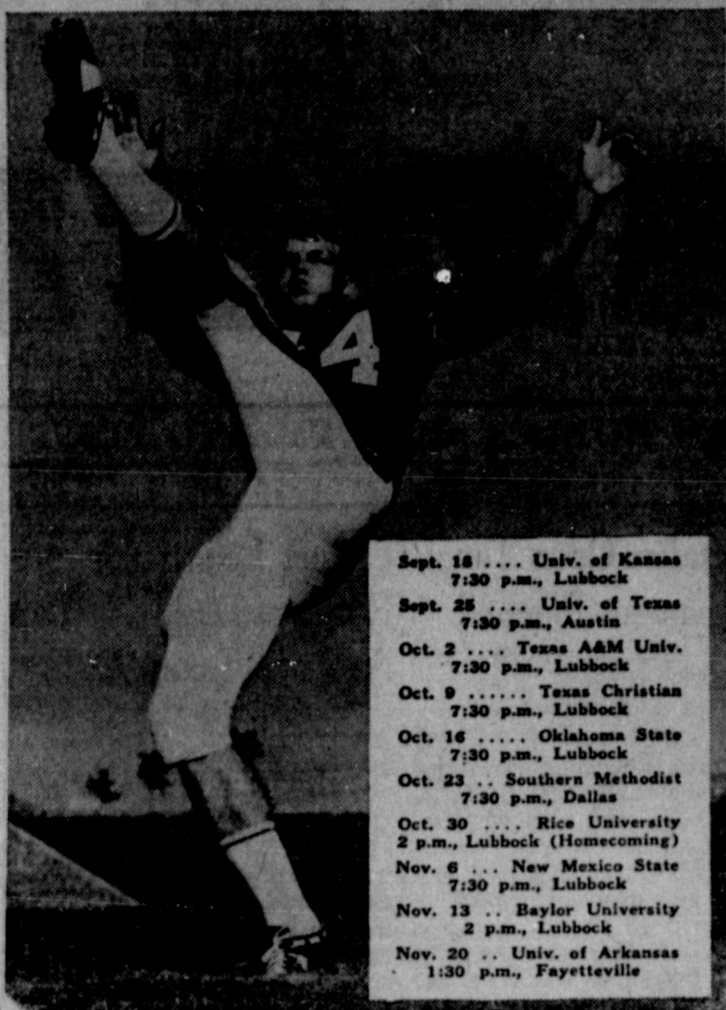 4
Sept. 18 .... Univ. of Kansas
7:30 p.m., Lubbock
Sept. 25 .... Univ. of Texas
7:30 p.m., Austin
Oct. 2 .... Texas A&M Univ.
7:30 p.m., Lubbock
Oct. 9 ...... Texas Christian
7:30 p.m., Lubbock
Oct. 16 ..... Oklahoma State
7:30 p.m., Lubbock
Oct. 23 .. Southern Methodist
7:30 p.m., Dallas
Oct. 30 .... Rice University
2 p.m., Lubbock (Homecoming)
Nov. 6 ... New Mexico State
7:30 p.m., Lubbock
Nov. 13 .. Baylor University
2 p.m., Lubbock
Nov. 20 .. Univ. of Arkansas
1:30 p.m., Fayetteville